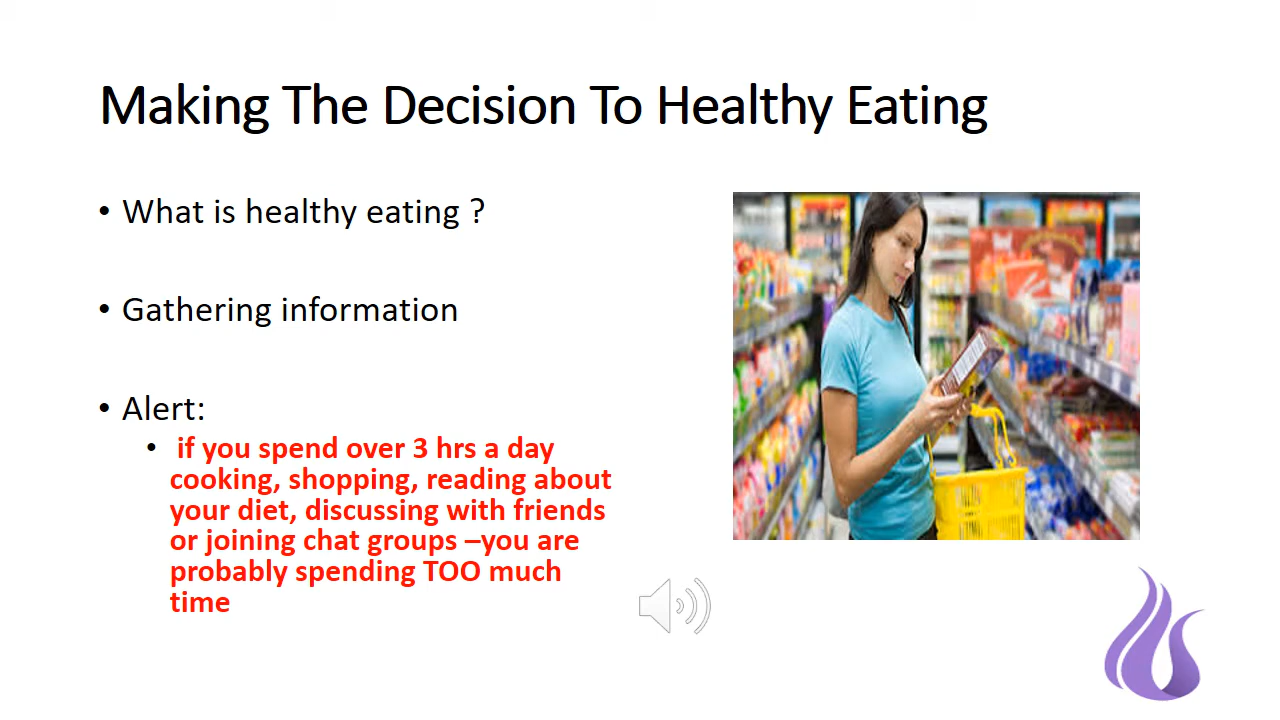 Making The Decision To Healthy Eating
• What is healthy eating ?
• Gathering information
• Alert:
• if you spend over 3 hrs a day
cooking, shopping, reading about
your diet, discussing with friends
or joining chat groups –you are
probably spending TOO much
time